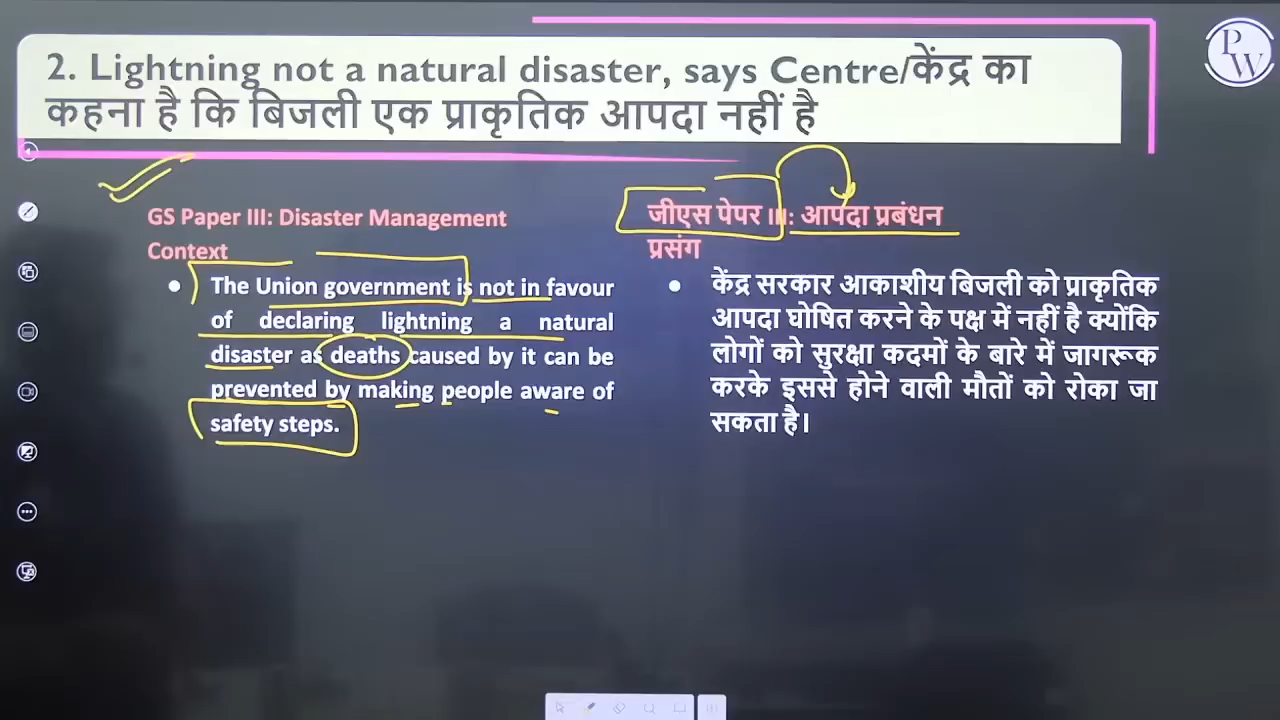 2. Lightning not a natural disaster, says Centre/केंद्र का
कहना है कि बिजली एक प्राकृतिक आपदा नहीं है
P
W
GS Paper III: Disaster Management
Context
The Union government is not in favour
of declaring lightning a natural
disaster as deaths caused by it can be
prevented by making people aware of
safety steps.
जीएस पेपर III: आपदा प्रबंधन
प्रसंग
केंद्र सरकार आकाशीय बिजली को प्राकृतिक
आपदा घोषित करने के पक्ष में नहीं है क्योंकि
लोगों को सुरक्षा कदमों के बारे में जागरूक
करके इससे होने वाली मौतों को रोका जा
सकता है।